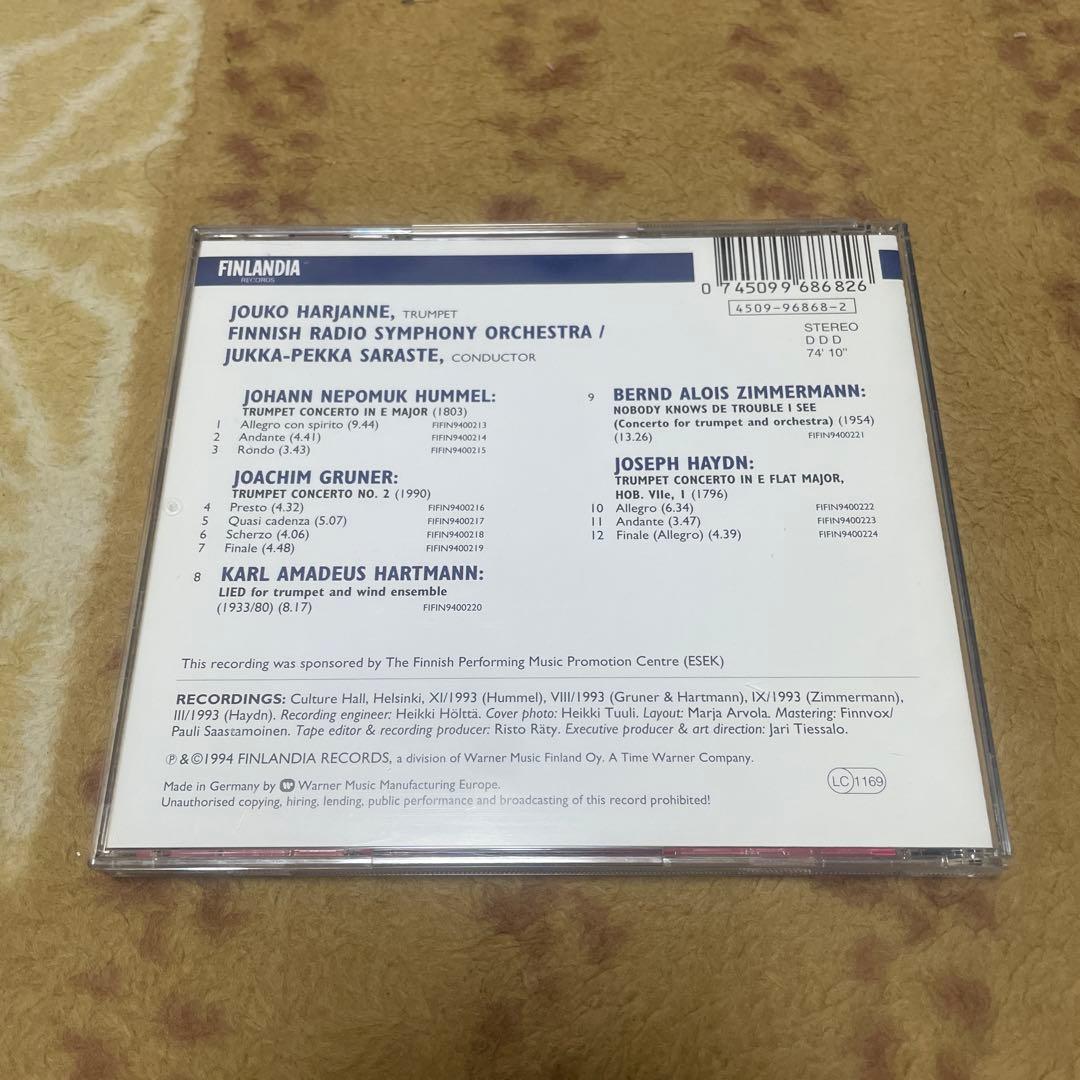 FINLANDIA
RECORDS
0 745099 686826
4509-96868-2
STEREO
D D D
74' 10"
JOUKO HARJANNE, TRUMPET
FINNISH RADIO SYMPHONY ORCHESTRA /
JUKKA-PEKKA SARASTE, CONDUCTOR
JOHANN NEPOMUK HUMMEL:
TRUMPET CONCERTO IN E MAJOR (1803)
1 Allegro con spirito (9.44) FIFIN9400213
2 Andante (4.41) FIFIN9400214
3 Rondo (3.43) FIFIN9400215
JOACHIM GRUNER:
TRUMPET CONCERTO NO. 2 (1990)
4 Presto (4.32) FIFIN9400216
5 Quasi cadenza (5.07) FIFIN9400217
6 Scherzo (4.06) FIFIN9400218
7 Finale (4.48) FIFIN9400219
8 KARL AMADEUS HARTMANN:
LIED for trumpet and wind ensemble
(1933/80) (8.17) FIFIN9400220
9 BERND ALOIS ZIMMERMANN:
NOBODY KNOWS DE TROUBLE I SEE
(Concerto for trumpet and orchestra) (1954)
(13.26) FIFIN9400221
JOSEPH HAYDN:
TRUMPET CONCERTO IN E FLAT MAJOR,
HOB. VIIe, 1 (1796)
10 Allegro (6.34) FIFIN9400222
11 Andante (3.47) FIFIN9400223
12 Finale (Allegro) (4.39) FIFIN9400224
This recording was sponsored by The Finnish Performing Music Promotion Centre (ESEK)
RECORDINGS: Culture Hall, Helsinki, XI/1993 (Hummel), VIII/1993 (Gruner & Hartmann), IX/1993 (Zimmermann),
III/1993 (Haydn). Recording engineer: Heikki Hölttä. Cover photo: Heikki Tuuli. Layout: Marja Arvola. Mastering: Finnvox/
Pauli Saastamoinen. Tape editor & recording producer: Risto Räty. Executive producer & art direction: Jari Tiessalo.
℗ & ©1994 FINLANDIA RECORDS, a division of Warner Music Finland Oy. A Time Warner Company.
Made in Germany by Warner Music Manufacturing Europe.
Unauthorised copying, hiring, lending, public performance and broadcasting of this record prohibited!
LC 1169